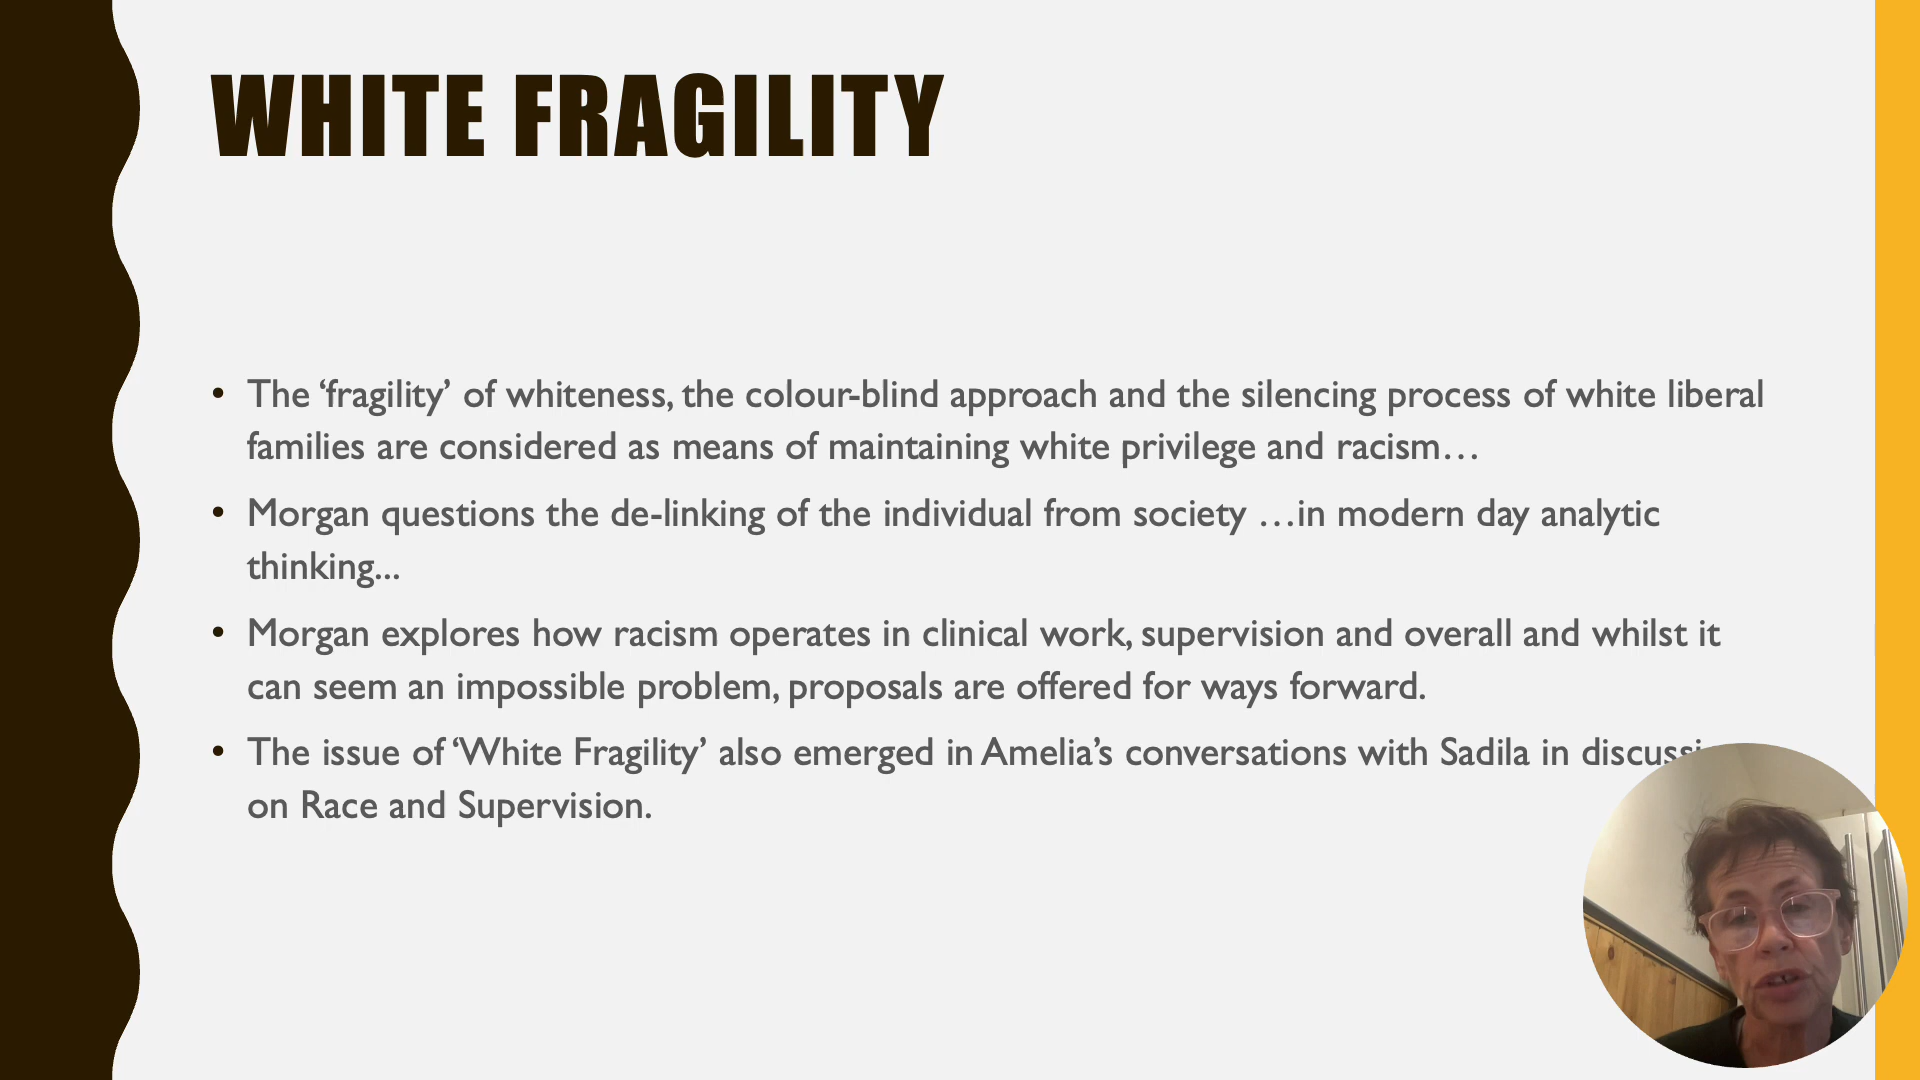 WHITE FRAGILITY
• The ‘fragility’ of whiteness, the colour-blind approach and the silencing process of white liberal
families are considered as means of maintaining white privilege and racism…
• Morgan questions the de-linking of the individual from society …in modern day analytic
thinking...
• Morgan explores how racism operates in clinical work, supervision and overall and whilst it
can seem an impossible problem, proposals are offered for ways forward.
• The issue of ‘White Fragility’ also emerged in Amelia’s conversations with Sadila in
on Race and Supervision.